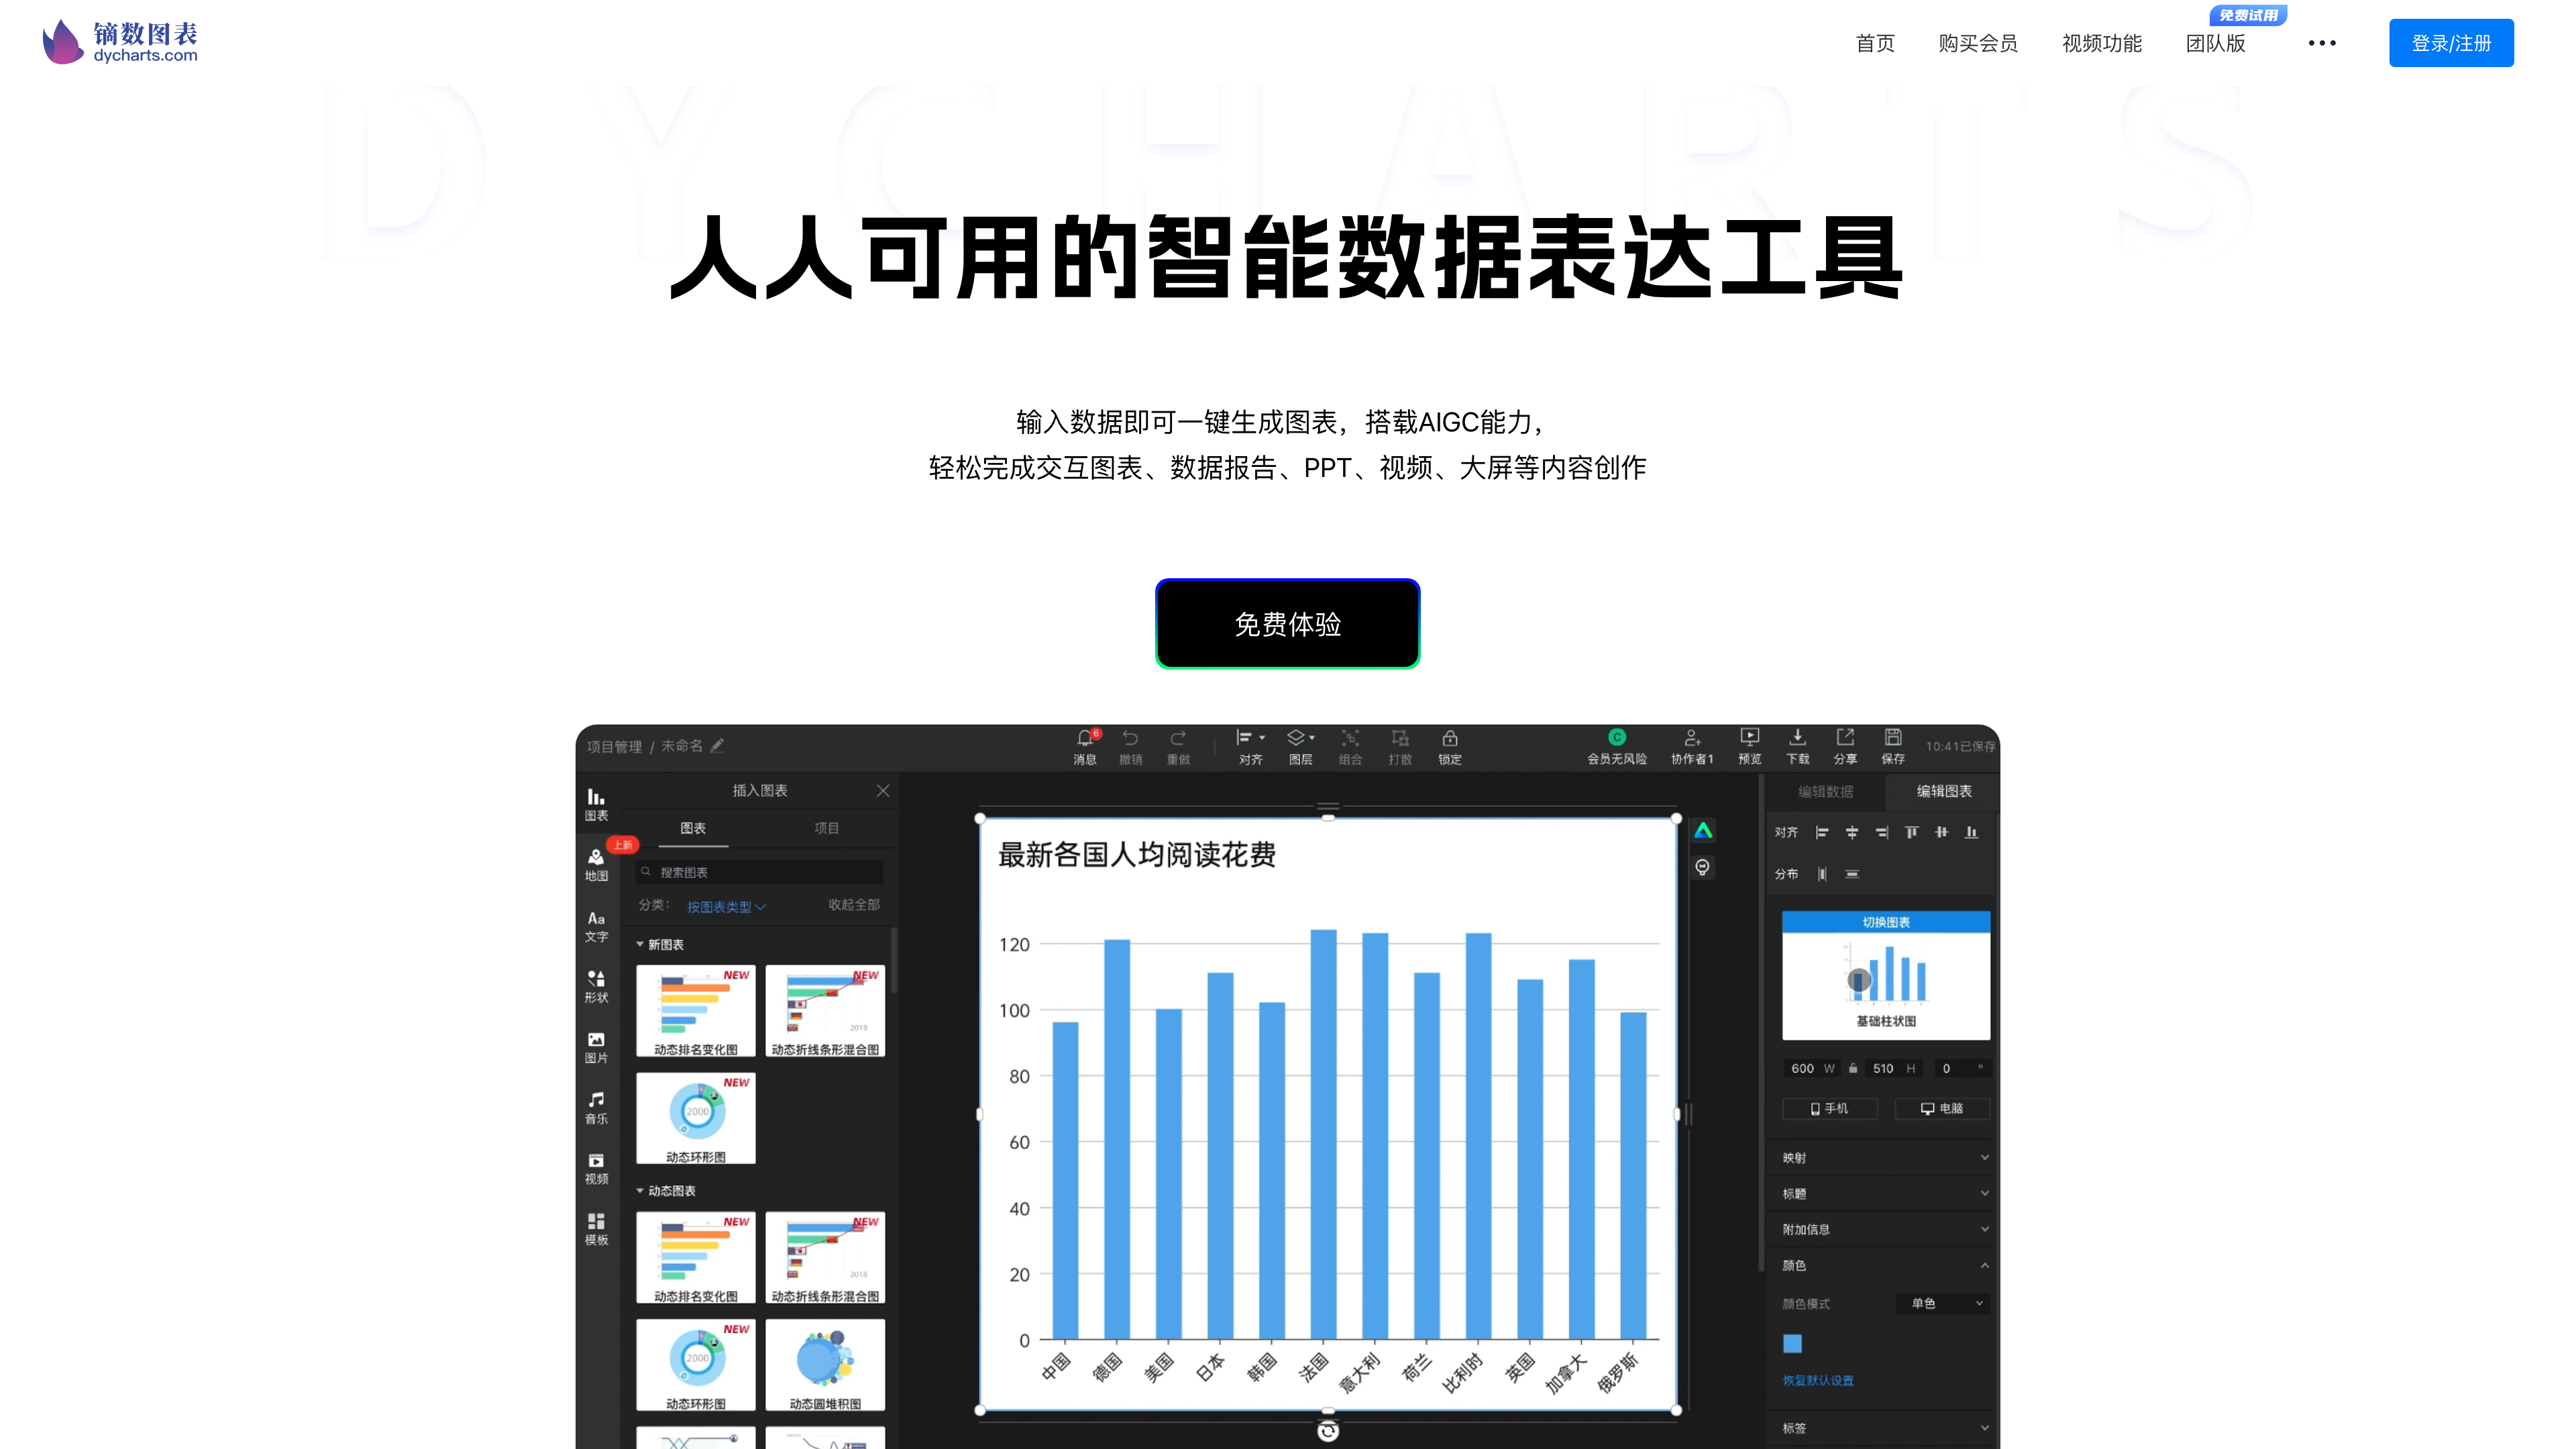 镝数图表
dycharts.com
首页
购买会员
视频功能
团队版
免费试用
登录/注册
DYCHARTS
人人可用的智能数据表达工具
输入数据即可一键生成图表，搭载AIGC能力，
轻松完成交互图表、数据报告、PPT、视频、大屏等内容创作
免费体验
项目管理 / 未命名
6
消息
撤销
重做
对齐
图层
组合
打散
锁定
C
会员无风险
协作者1
预览
下载
分享
保存
10:41已保存
图表
上新
地图
Aa
文字
形状
图片
音乐
视频
模板
插入图表
图表
项目
搜索图表
分类：
按图表类型
收起全部
新图表
NEW
动态排名变化图
NEW
2018
动态折线条形混合图
NEW
2000
动态环形图
动态图表
NEW
动态排名变化图
NEW
2018
动态折线条形混合图
NEW
2000
动态环形图
动态圆堆积图
最新各国人均阅读花费
120
100
80
60
40
20
0
中国
德国
美国
日本
韩国
法国
意大利
荷兰
比利时
英国
加拿大
俄罗斯
编辑数据
编辑图表
对齐
分布
切换图表
基础柱状图
600 W
510 H
0 °
手机
电脑
映射
标题
附加信息
颜色
颜色模式
单色
恢复默认设置
标签